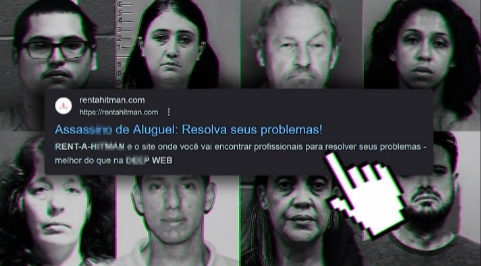 rentahitman.com
https://rentahitman.com
Assassino de Aluguel: Resolva seus problemas!
RENT-A-HITMAN é o site onde você vai encontrar profissionais para resolver seus problemas -
melhor do que na DEEP WEB